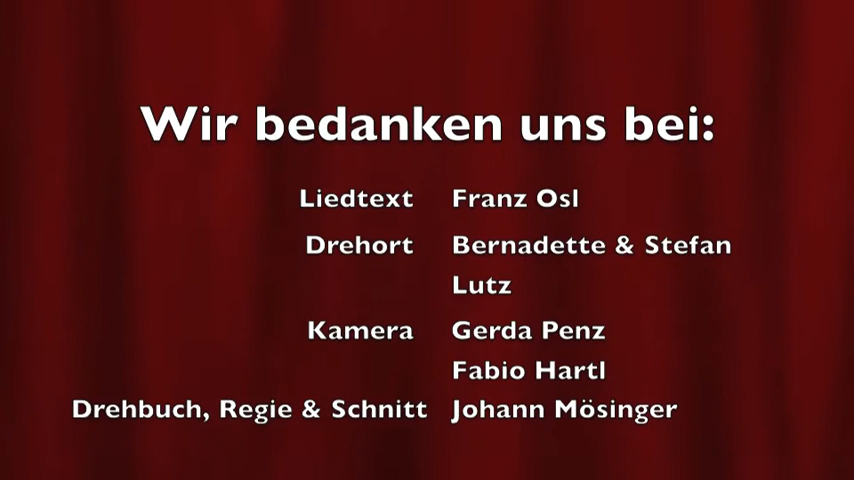 Wir bedanken uns bei:
Liedtext Franz Osl
Drehort Bernadette & Stefan
Lutz
Kamera Gerda Penz
Fabio Hartl
Drehbuch, Regie & Schnitt Johann Mösinger